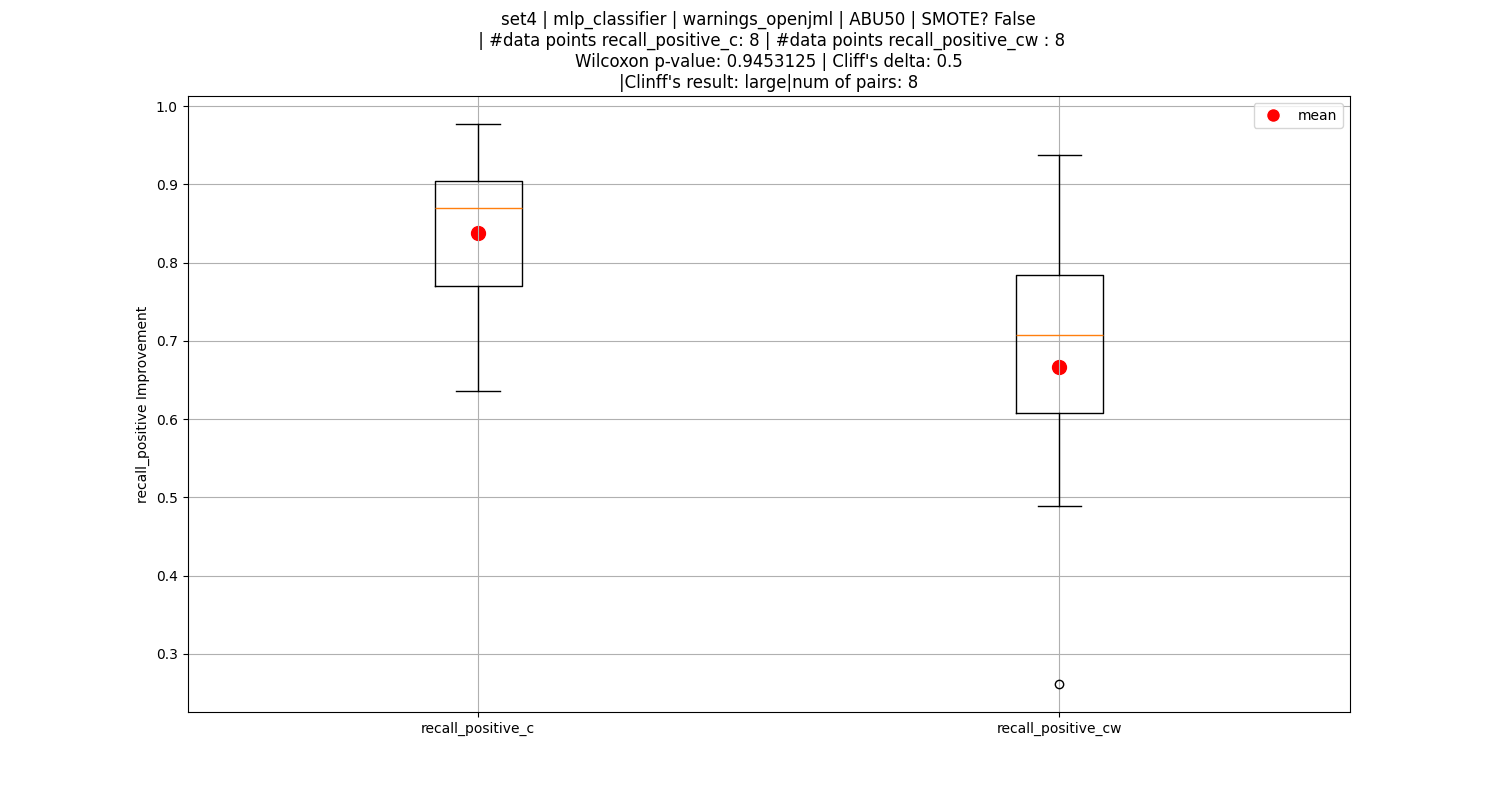 set4 | mlp_classifier | warnings_openjml | ABU50 | SMOTE? False
| #data points recall_positive_c: 8 | #data points recall_positive_cw : 8
Wilcoxon p-value: 0.9453125 | Cliff's delta: 0.5
|Clinff's result: large|num of pairs: 8
mean
1.0
0.9
0.8
0.7
0.6
0.5
0.4
0.3
recall_positive Improvement
recall_positive_c
recall_positive_cw